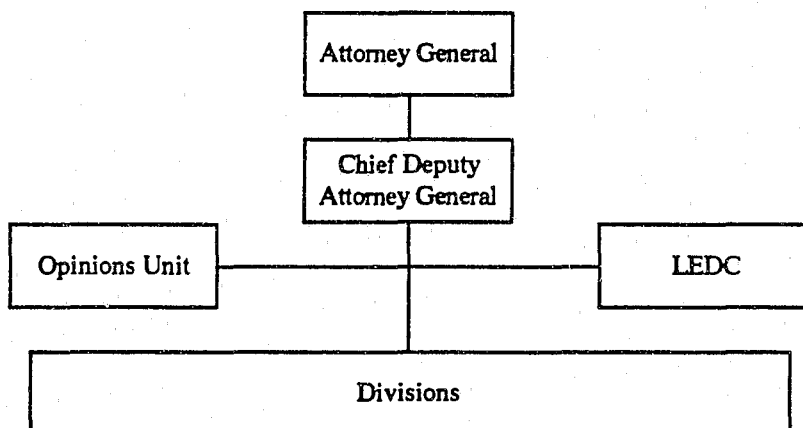 Attorney General
Chief Deputy
Attorney General
Opinions Unit
LEDC
Divisions